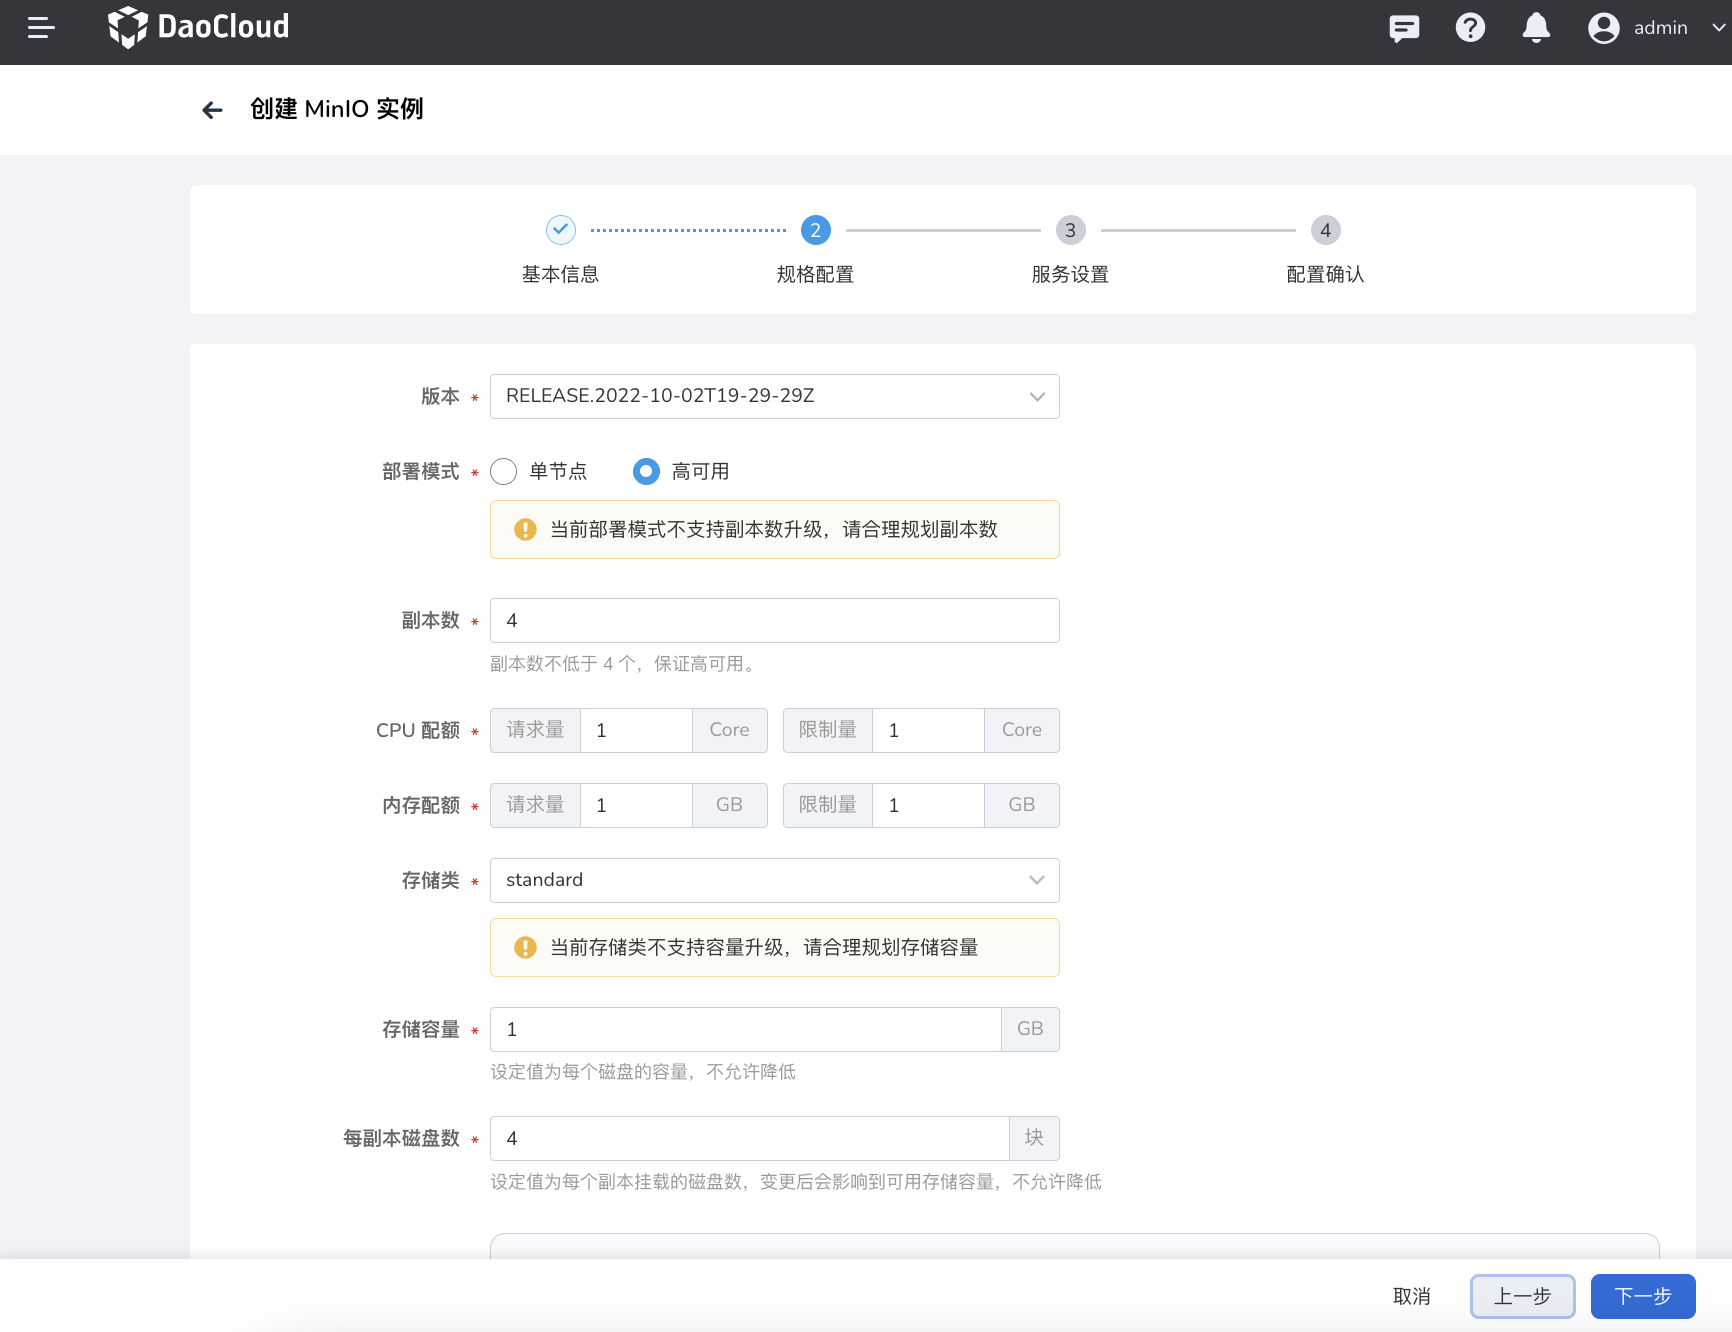 DaoCloud
admin
创建 MinIO 实例
2
3
4
基本信息
规格配置
服务设置
配置确认
版本 * RELEASE.2022-10-02T19-29-29Z
部署模式 * 单节点 高可用
当前部署模式不支持副本数升级，请合理规划副本数
副本数 * 4
副本数不低于 4 个，保证高可用。
CPU 配额 * 请求量 1 Core 限制量 1 Core
内存配额 * 请求量 1 GB 限制量 1 GB
存储类 * standard
当前存储类不支持容量升级，请合理规划存储容量
存储容量 * 1 GB
设定值为每个磁盘的容量，不允许降低
每副本磁盘数 * 4 块
设定值为每个副本挂载的磁盘数，变更后会影响到可用存储容量，不允许降低
取消
上一步
下一步